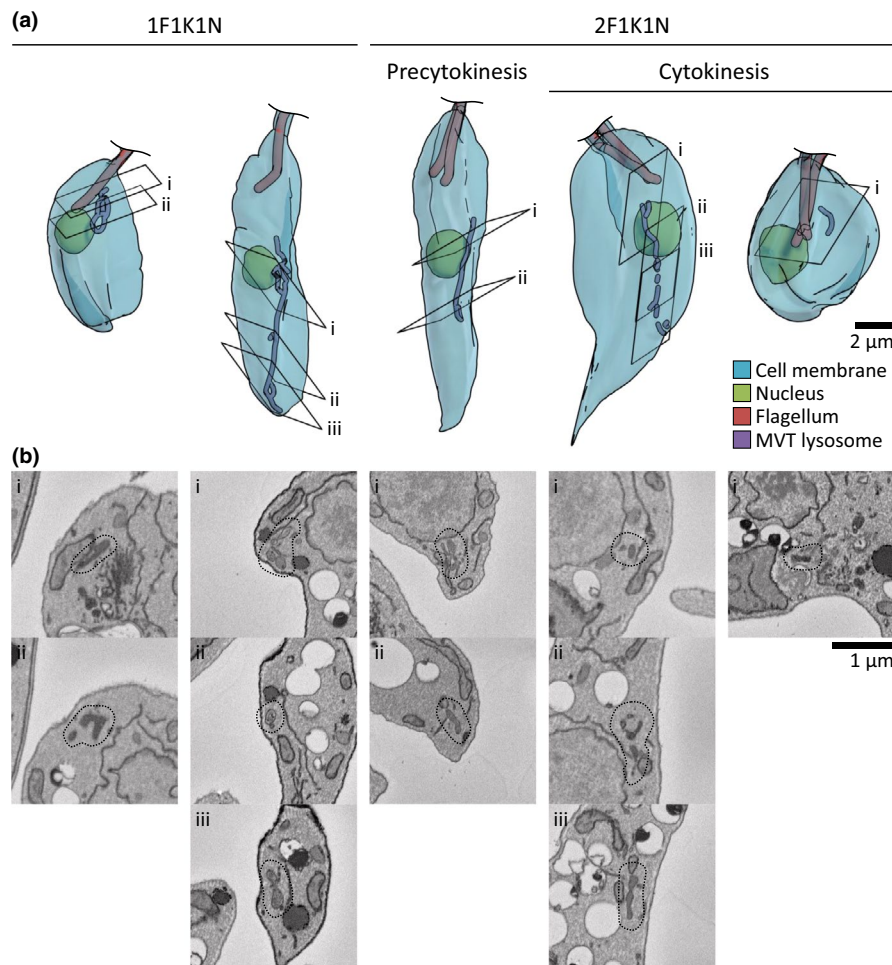 (a)
1F1K1N
2F1K1N
Precytokinesis
Cytokinesis
i
ii
i
ii
iii
i
ii
i
ii
iii
i
2 μm
Cell membrane
Nucleus
Flagellum
MVT lysosome
(b)
i
i
i
i
i
1 μm
ii
ii
ii
ii
iii
iii